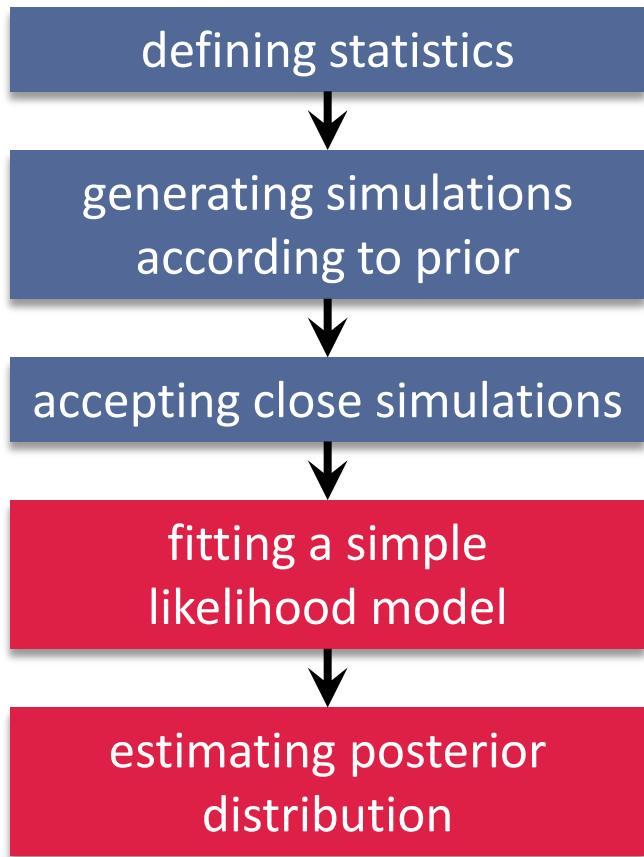 defining statistics
generating simulations
according to prior
accepting close simulations
fitting a simple
likelihood model
estimating posterior
distribution